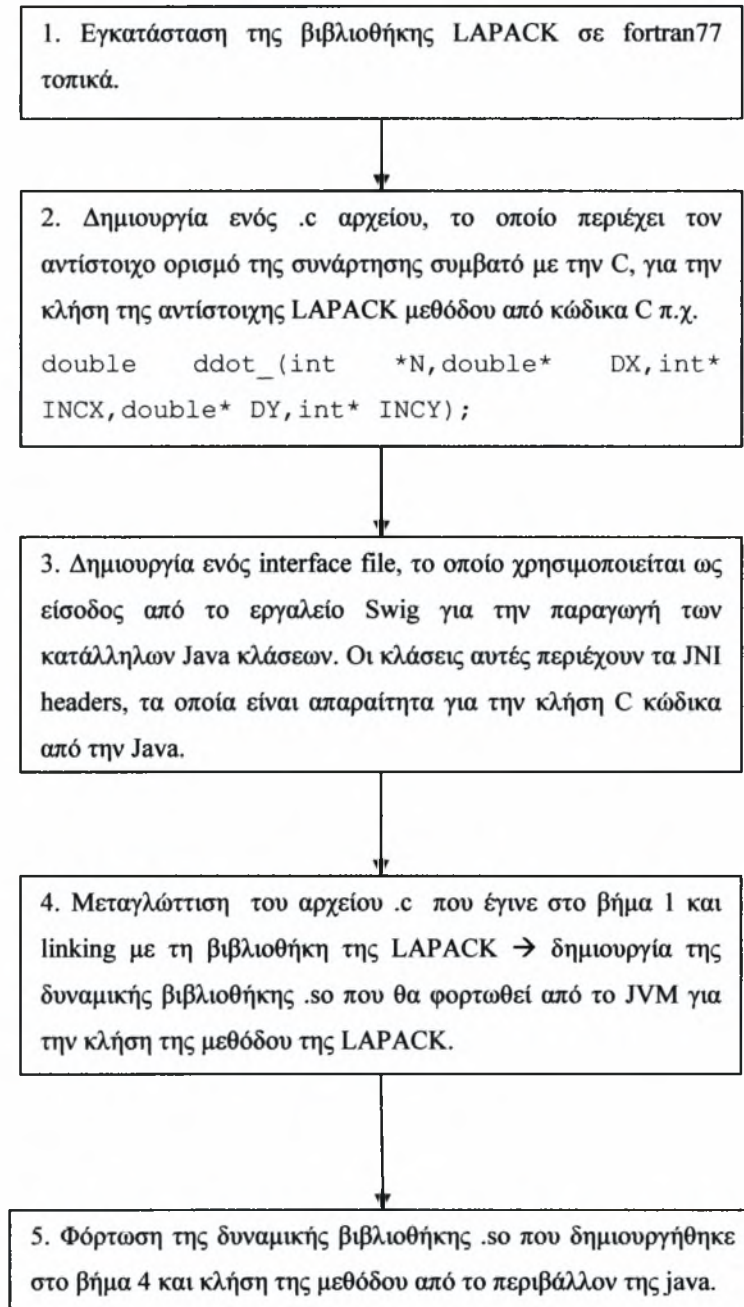 1. Εγκατάσταση της βιβλιοθήκης LAPACK σε fortran77
τοπικά.
2. Δημιουργία ενός .c αρχείου, το οποίο περιέχει τον
αντίστοιχο ορισμό της συνάρτησης συμβατό με την C, για την
κλήση της αντίστοιχης LAPACK μεθόδου από κώδικα C π.χ.
double ddot_(int *N,double* DX,int*
INCX,double* DY,int* INCY);
3. Δημιουργία ενός interface file, το οποίο χρησιμοποιείται ως
είσοδος από το εργαλείο Swig για την παραγωγή των
κατάλληλων Java κλάσεων. Οι κλάσεις αυτές περιέχουν τα JNI
headers, τα οποία είναι απαραίτητα για την κλήση C κώδικα
από την Java.
4. Μεταγλώττιση του αρχείου .c που έγινε στο βήμα 1 και
linking με τη βιβλιοθήκη της LAPACK → δημιουργία της
δυναμικής βιβλιοθήκης .so που θα φορτωθεί από το JVM για
την κλήση της μεθόδου της LAPACK.
5. Φόρτωση της δυναμικής βιβλιοθήκης .so που δημιουργήθηκε
στο βήμα 4 και κλήση της μεθόδου από το περιβάλλον της java.